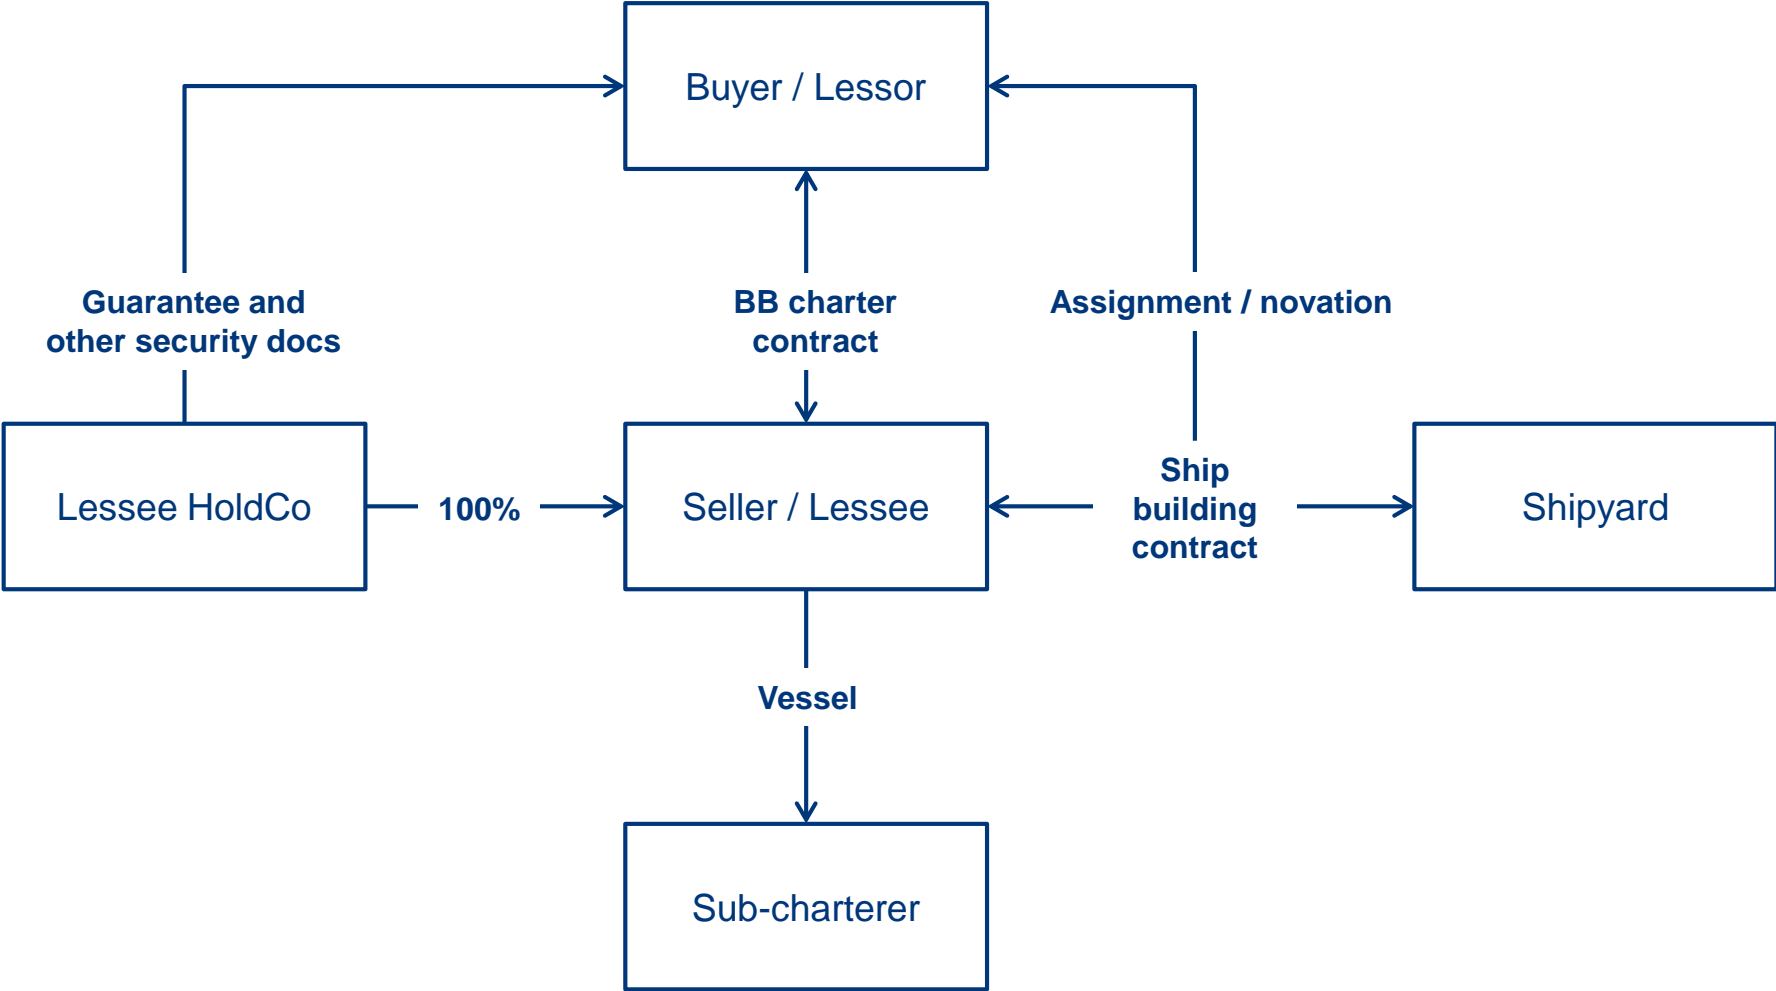 Buyer / Lessor
Guarantee and
other security docs
BB charter
contract
Assignment / novation
Lessee HoldCo
100%
Seller / Lessee
Ship
building
contract
Shipyard
Vessel
Sub-charterer